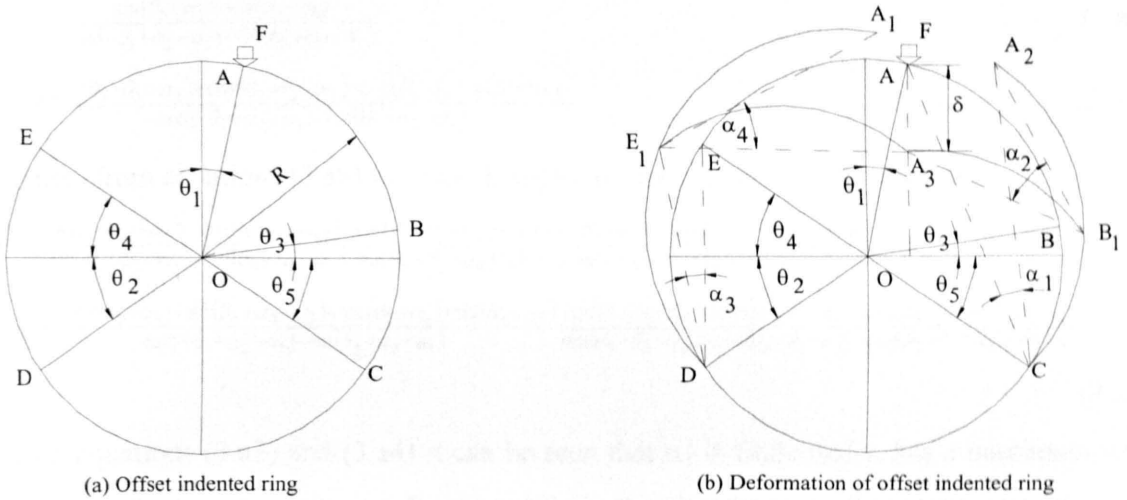 F
A
E
θ1
R
B
θ4
θ3
θ2
O
θ5
D
C
(a) Offset indented ring
A1
F
A2
A
δ
α4
E1
E
A3
α2
θ1
θ4
θ3
B
B1
θ2
O
θ5
α3
α1
D
C
(b) Deformation of offset indented ring